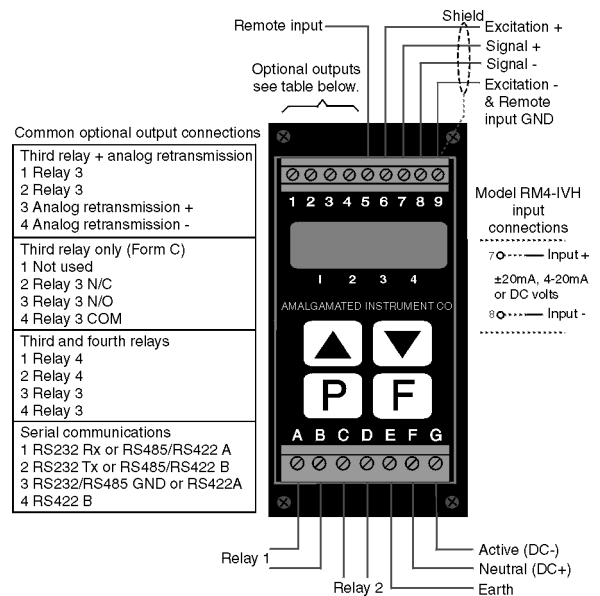 Shield
Remote input
Excitation +
Signal +
Signal -
Excitation -
& Remote
input GND
Optional outputs
see table below.
Common optional output connections
Third relay + analog retransmission
1 Relay 3
2 Relay 3
3 Analog retransmission +
4 Analog retransmission -
Third relay only (Form C)
1 Not used
2 Relay 3 N/C
3 Relay 3 N/O
4 Relay 3 COM
Third and fourth relays
1 Relay 4
2 Relay 4
3 Relay 3
4 Relay 3
Serial communications
1 RS232 Rx or RS485/RS422 A
2 RS232 Tx or RS485/RS422 B
3 RS232/RS485 GND or RS422A
4 RS422 B
1 2 3 4 5 6 7 8 9
1 2 3 4
AMALGAMATED INSTRUMENT CO
P F
A B C D E F G
Model RM4-IVH
input
connections
7 Input +
±20mA, 4-20mA
or DC volts
8 Input -
Relay 1
Relay 2
Active (DC-)
Neutral (DC+)
Earth